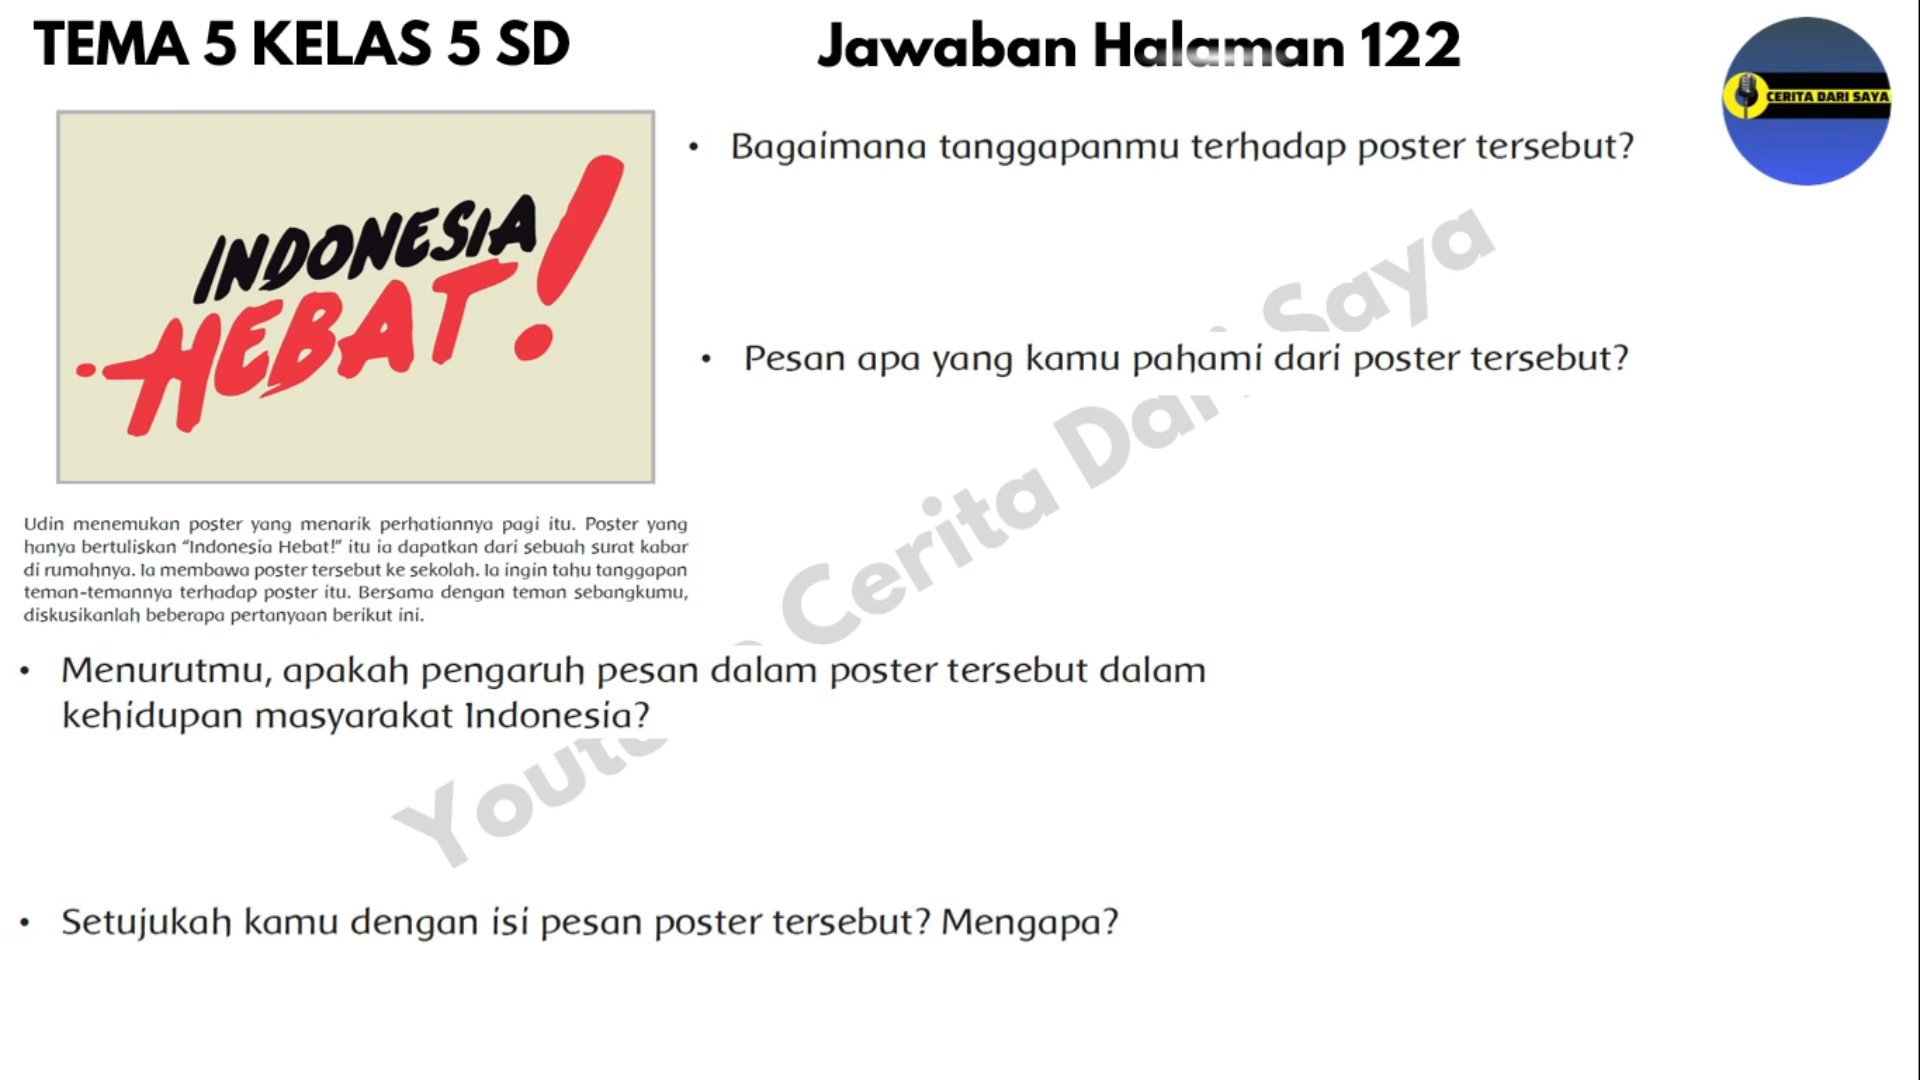 TEMA 5 KELAS 5 SD
Jawaban Halaman 122
CERITA DARI SAYA
INDONESIA
HEBAT!
• Bagaimana tanggapanmu terhadap poster tersebut?
• Pesan apa yang kamu pahami dari poster tersebut?
Udin menemukan poster yang menarik perhatiannya pagi itu. Poster yang
hanya bertuliskan “Indonesia Hebat!” itu ia dapatkan dari sebuah surat kabar
di rumahnya. Ia membawa poster tersebut ke sekolah. Ia ingin tahu tanggapan
teman-temannya terhadap poster itu. Bersama dengan teman sebangkumu,
diskusikanlah beberapa pertanyaan berikut ini.
• Menurutmu, apakah pengaruh pesan dalam poster tersebut dalam
kehidupan masyarakat Indonesia?
• Setujukah kamu dengan isi pesan poster tersebut? Mengapa?
Cerita Dari Saya